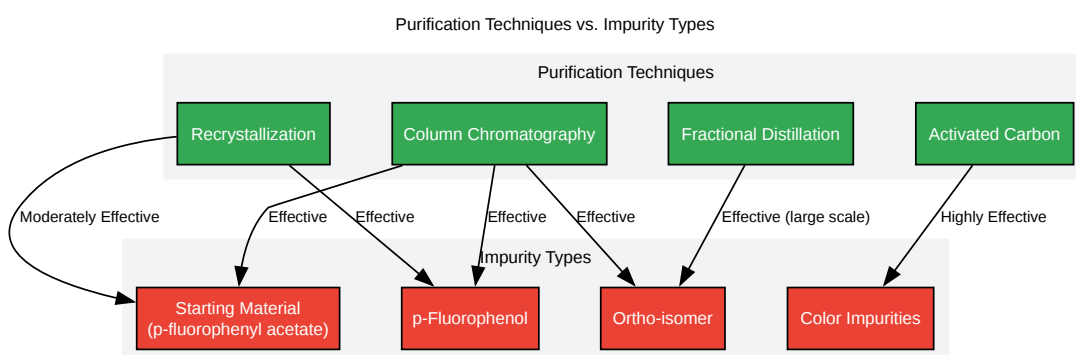 Purification Techniques vs. Impurity Types
Purification Techniques
Recrystallization
Column Chromatography
Fractional Distillation
Activated Carbon
Moderately Effective
Effective
Effective
Effective
Effective
Effective (large scale)
Highly Effective
Impurity Types
Starting Material
(p-fluorophenyl acetate)
p-Fluorophenol
Ortho-isomer
Color Impurities